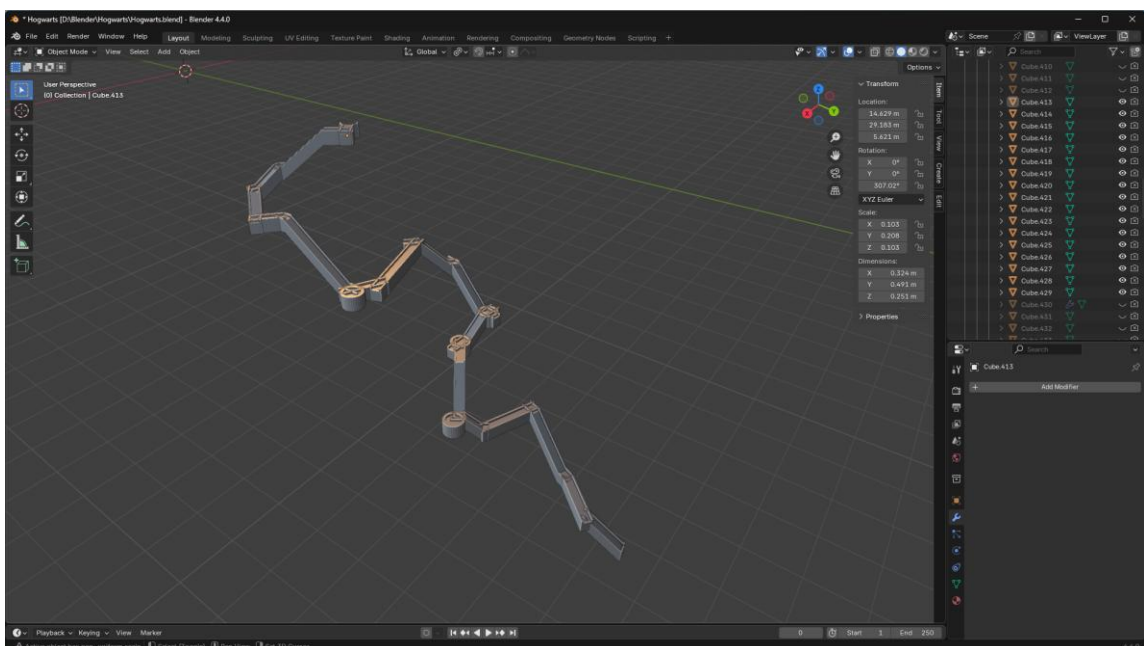 * Hogwarts [D:\Blender\Hogwarts\Hogwarts.blend] - Blender 4.4.0
File Edit Render Window Help Layout Modeling Sculpting UV Editing Texture Paint Shading Animation Rendering Compositing Geometry Nodes Scripting + Scene ViewLayer
Object Mode View Select Add Object Global Search
Options
User Perspective
(0) Collection | Cube.413
Transform
Location:
14.629 m
29.183 m
5.621 m
Rotation:
X 0°
Y 0°
307.02°
XYZ Euler
Scale:
X 0.103
Y 0.208
Z 0.103
Dimensions:
X 0.324 m
Y 0.491 m
Z 0.251 m
Properties
Item
Tool
View
Create
Edit
X
Y
Z
Cube.410
Cube.411
Cube.412
Cube.413
Cube.414
Cube.415
Cube.416
Cube.417
Cube.418
Cube.419
Cube.420
Cube.421
Cube.422
Cube.423
Cube.424
Cube.425
Cube.426
Cube.427
Cube.428
Cube.429
Cube.430
Cube.431
Cube.432
Search
Cube.413
+ Add Modifier
Playback Keying View Marker 0 Start 1 End 250